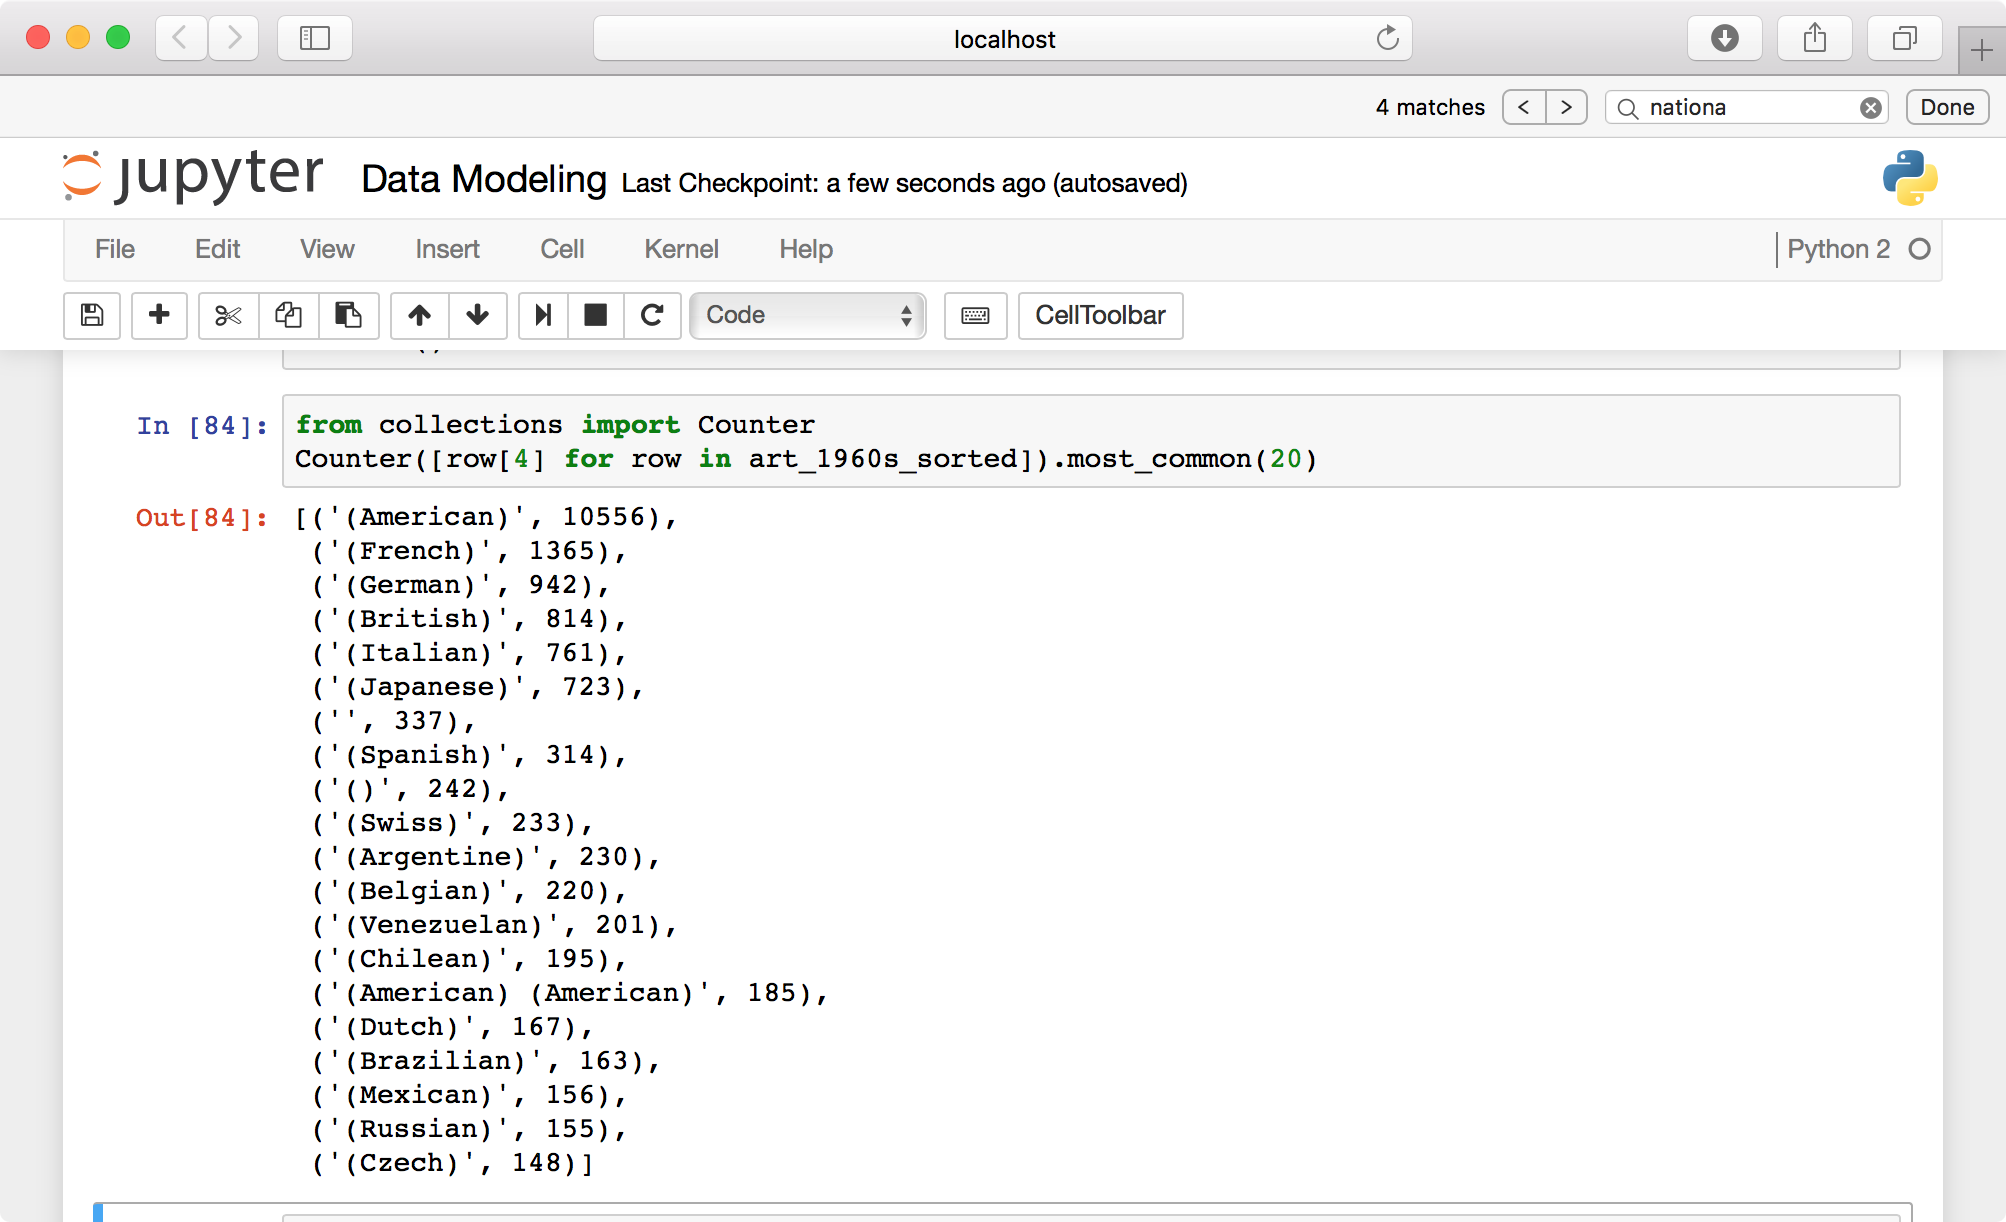 localhost
4 matches < > nationa Done
jupyter Data Modeling Last Checkpoint: a few seconds ago (autosaved)
File Edit View Insert Cell Kernel Help Python 2
Code CellToolbar
In [84]: from collections import Counter
Counter([row[4] for row in art_1960s_sorted]).most_common(20)
Out[84]: [('(American)', 10556),
('(French)', 1365),
('(German)', 942),
('(British)', 814),
('(Italian)', 761),
('(Japanese)', 723),
('', 337),
('(Spanish)', 314),
('()', 242),
('(Swiss)', 233),
('(Argentine)', 230),
('(Belgian)', 220),
('(Venezuelan)', 201),
('(Chilean)', 195),
('(American) (American)', 185),
('(Dutch)', 167),
('(Brazilian)', 163),
('(Mexican)', 156),
('(Russian)', 155),
('(Czech)', 148)]